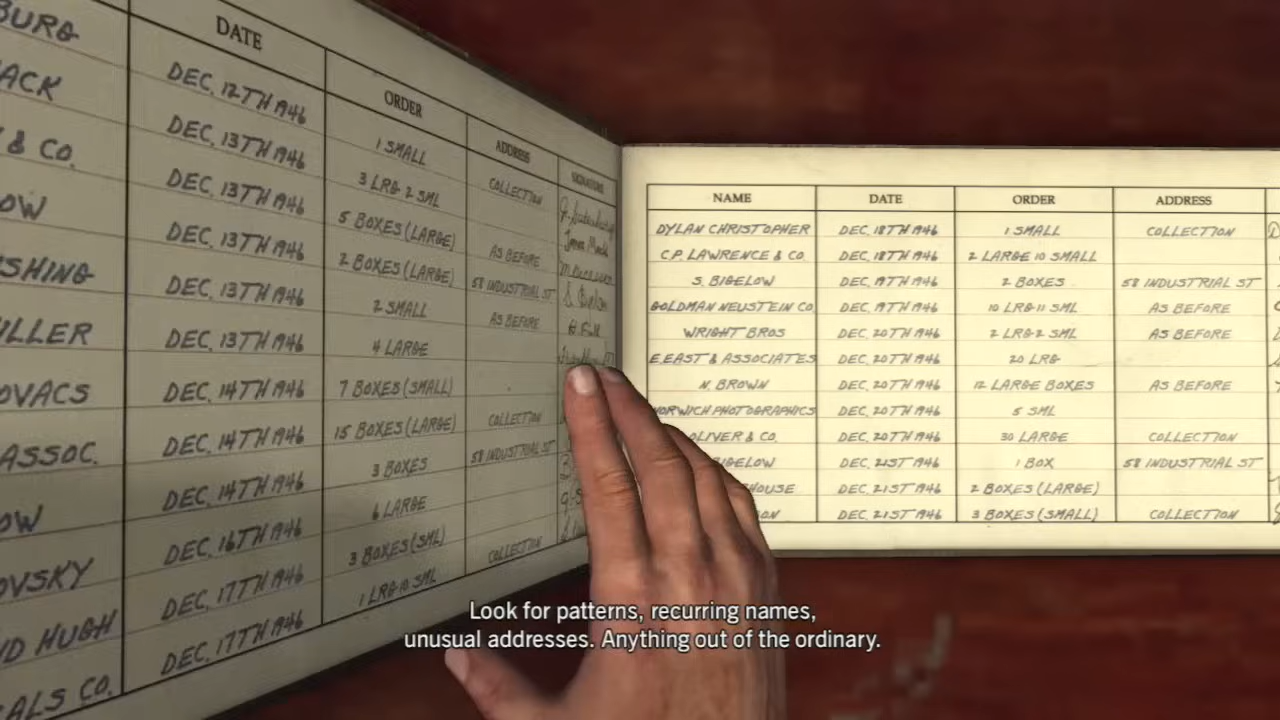 DATE ORDER ADDRESS SIGNATURE
BURG DEC. 12TH 1946 1 SMALL COLLECTION
ACK DEC. 13TH 1946 3 LRG 2 SML
& CO. DEC. 13TH 1946 5 BOXES (LARGE) AS BEFORE
OW DEC. 13TH 1946 2 BOXES (LARGE) 58 INDUSTRIAL ST
SHING DEC. 13TH 1946 2 SMALL AS BEFORE
ILLER DEC. 13TH 1946 4 LARGE
OVACS DEC. 14TH 1946 7 BOXES (SMALL)
ASSOC. DEC. 14TH 1946 15 BOXES (LARGE) COLLECTION
OW DEC. 14TH 1946 3 BOXES 58 INDUSTRIAL ST
OVSKY DEC. 16TH 1946 6 LARGE
ND HUGH DEC. 17TH 1946 3 BOXES (SML) COLLECTION
ALS CO. DEC. 17TH 1946 1 LRG 10 SML
NAME DATE ORDER ADDRESS
DYLAN CHRISTOPHER DEC. 18TH 1946 1 SMALL COLLECTION
C.P. LAWRENCE & CO. DEC. 18TH 1946 2 LARGE 10 SMALL
S. BIGELOW DEC. 19TH 1946 2 BOXES 58 INDUSTRIAL ST
GOLDMAN NEUSTEIN CO. DEC. 19TH 1946 10 LRG 11 SML AS BEFORE
WRIGHT BROS DEC. 20TH 1946 2 LRG 2 SML AS BEFORE
E.EAST & ASSOCIATES DEC. 20TH 1946 20 LRG
N. BROWN DEC. 20TH 1946 12 LARGE BOXES AS BEFORE
NORWICH PHOTOGRAPHICS DEC. 20TH 1946 5 SML
OLIVER & CO. DEC. 20TH 1946 30 LARGE COLLECTION
BIGELOW DEC. 21ST 1946 1 BOX 58 INDUSTRIAL ST
HOUSE DEC. 21ST 1946 2 BOXES (LARGE)
ON DEC. 21ST 1946 3 BOXES (SMALL) COLLECTION
Look for patterns, recurring names,
unusual addresses. Anything out of the ordinary.